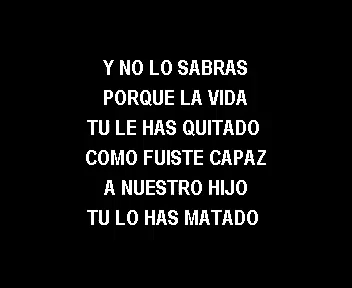 Y NO LO SABRAS
PORQUE LA VIDA
TU LE HAS QUITADO
COMO FUISTE CAPAZ
A NUESTRO HIJO
TU LO HAS MATADO